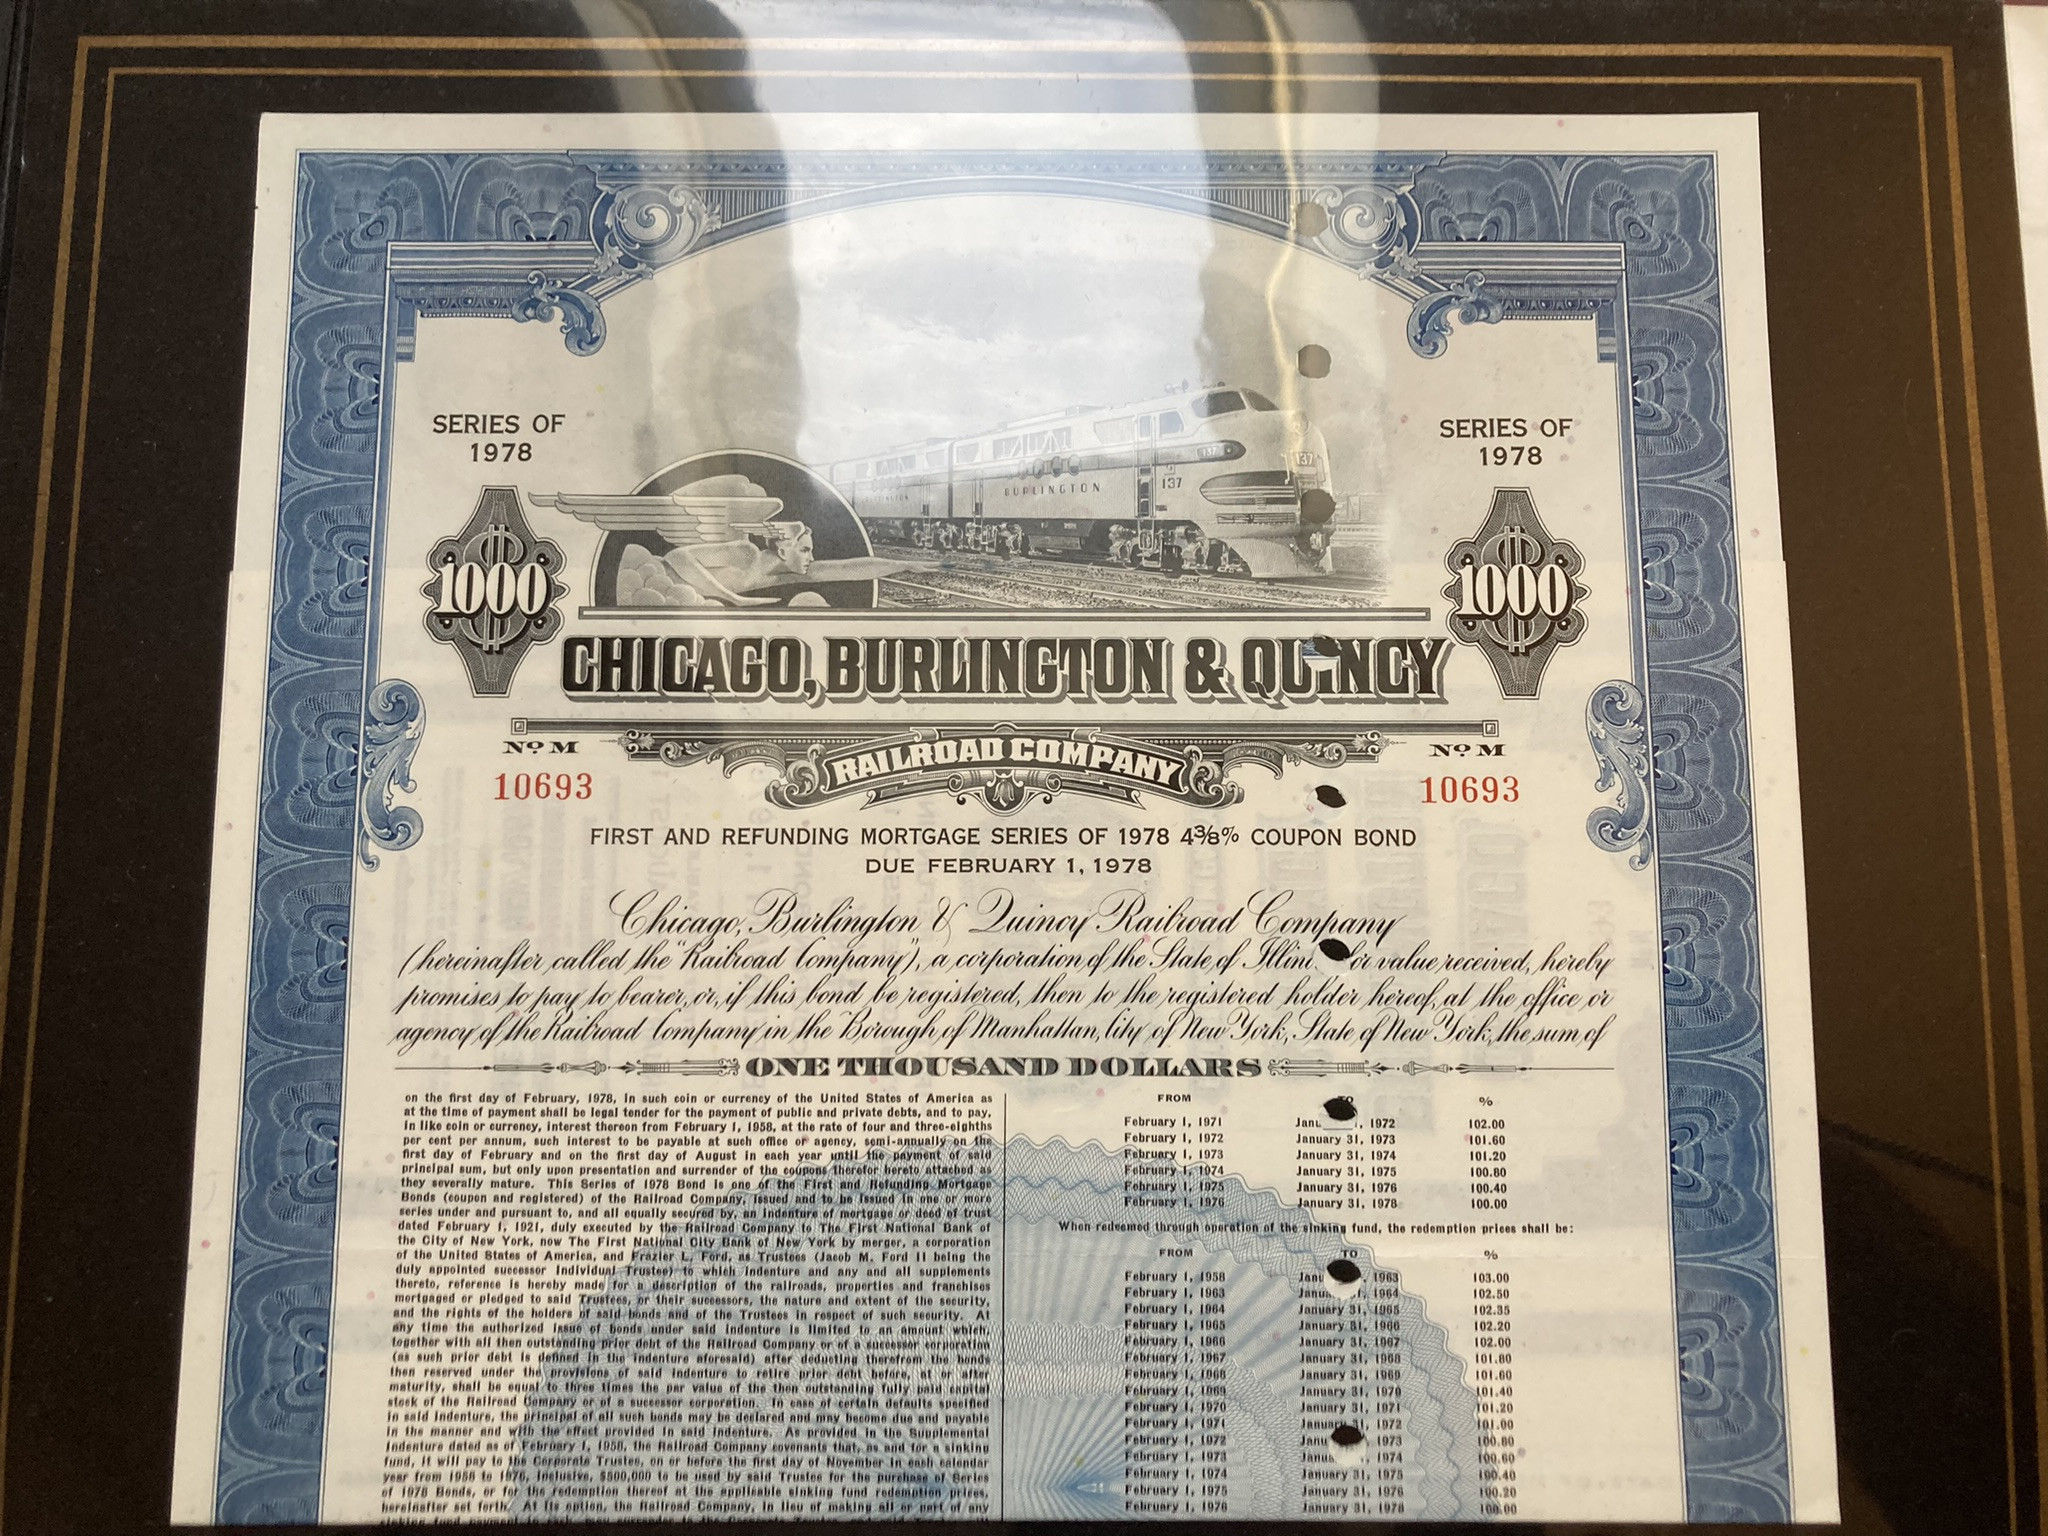 SERIES OF
1978
SERIES OF
1978
137
137
137
BURLINGTON
BURLINGTON
1000
1000
CHICAGO, BURLINGTON & QUINCY
RAILROAD COMPANY
No M
10693
No M
10693
FIRST AND REFUNDING MORTGAGE SERIES OF 1978 4⅜% COUPON BOND
DUE FEBRUARY 1, 1978
Chicago, Burlington & Quincy Railroad Company
(hereinafter called the "Railroad Company"), a corporation of the State of Illin or value received, hereby
promises to pay to bearer, or, if this bond be registered, then to the registered holder hereof, at the office or
agency of the Railroad Company in the Borough of Manhattan, City of New York, State of New York, the sum of
ONE THOUSAND DOLLARS
on the first day of February, 1978, in such coin or currency of the United States of America as
at the time of payment shall be legal tender for the payment of public and private debts, and to pay,
in like coin or currency, interest thereon from February 1, 1958, at the rate of four and three-eighths
per cent per annum, such interest to be payable at such office or agency, semi-annually on the
first day of February and on the first day of August in each year until the payment of said
principal sum, but only upon presentation and surrender of the coupons therefor hereto attached as
they severally mature. This Series of 1978 Bond is one of the First and Refunding Mortgage
Bonds (coupon and registered) of the Railroad Company, issued and to be issued in one or more
series under and pursuant to, and all equally secured by, an indenture of mortgage or deed of trust
dated February 1, 1921, duly executed by the Railroad Company to The First National Bank of
the City of New York, now The First National City Bank of New York by merger, a corporation
of the United States of America, and Frazier L. Ford, as Trustees (Jacob M. Ford II being the
duly appointed successor Individual Trustee) to which indenture and any and all supplements
thereto, reference is hereby made for a description of the railroads, properties and franchises
mortgaged or pledged to said Trustees, or their successors, the nature and extent of the security,
and the rights of the holders of said bonds and of the Trustees in respect of such security. At
any time the authorized issue of bonds under said indenture is limited to an amount which,
together with all then outstanding prior debt of the Railroad Company or of a successor corporation
(as such prior debt is defined in the indenture aforesaid) after deducting therefrom the bonds
then reserved under the provisions of said indenture to retire prior debt before, at or after
maturity, shall be equal to three times the par value of the then outstanding fully paid capital
stock of the Railroad Company or of a successor corporation. In case of certain defaults specified
in said indenture, the principal of all such bonds may be declared and may become due and payable
in the manner and with the effect provided in said indenture. As provided in the Supplemental
Indenture dated as of February 1, 1958, the Railroad Company covenants that, as and for a sinking
fund, it will pay to the Corporate Trustee, on or before the first day of November in each calendar
year from 1958 to 1976, inclusive, $500,000 to be used by said Trustee for the purchase of Series
of 1978 Bonds, or for the redemption thereof at the applicable sinking fund redemption prices,
hereinafter set forth. At its option, the Railroad Company, in lieu of making all or part of any
FROM TO %
February 1, 1971 Janu , 1972 102.00
February 1, 1972 January 31, 1973 101.60
February 1, 1973 January 31, 1974 101.20
February 1, 1974 January 31, 1975 100.80
February 1, 1975 January 31, 1976 100.40
February 1, 1976 January 31, 1978 100.00
When redeemed through operation of the sinking fund, the redemption prices shall be:
FROM TO %
February 1, 1958 Janu , 1963 103.00
February 1, 1963 Janu 1, 1964 102.50
February 1, 1964 January 31, 1965 102.35
February 1, 1965 January 31, 1966 102.20
February 1, 1966 January 31, 1967 102.00
February 1, 1967 January 31, 1968 101.80
February 1, 1968 January 31, 1969 101.60
February 1, 1969 January 31, 1970 101.40
February 1, 1970 January 31, 1971 101.20
February 1, 1971 January 31, 1972 101.00
February 1, 1972 Janu , 1973 100.80
February 1, 1973 Janu , 1974 100.60
February 1, 1974 January 31, 1975 100.40
February 1, 1975 January 31, 1976 100.20
February 1, 1976 January 31, 1978 100.00